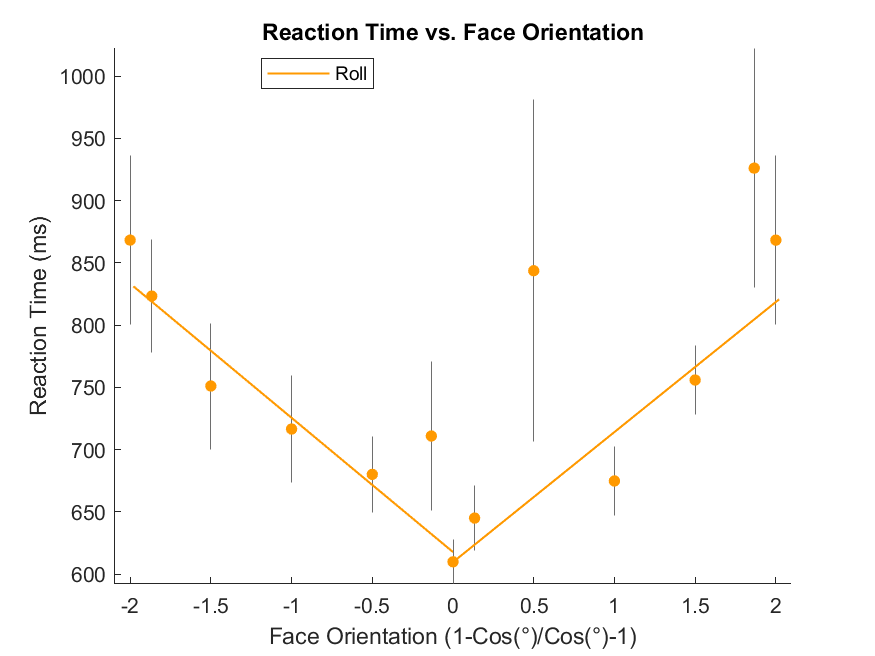 Reaction Time vs. Face Orientation
Roll
Reaction Time (ms)
1000
950
900
850
800
750
700
650
600
-2 -1.5 -1 -0.5 0 0.5 1 1.5 2
Face Orientation (1-Cos(°)/Cos(°)-1)